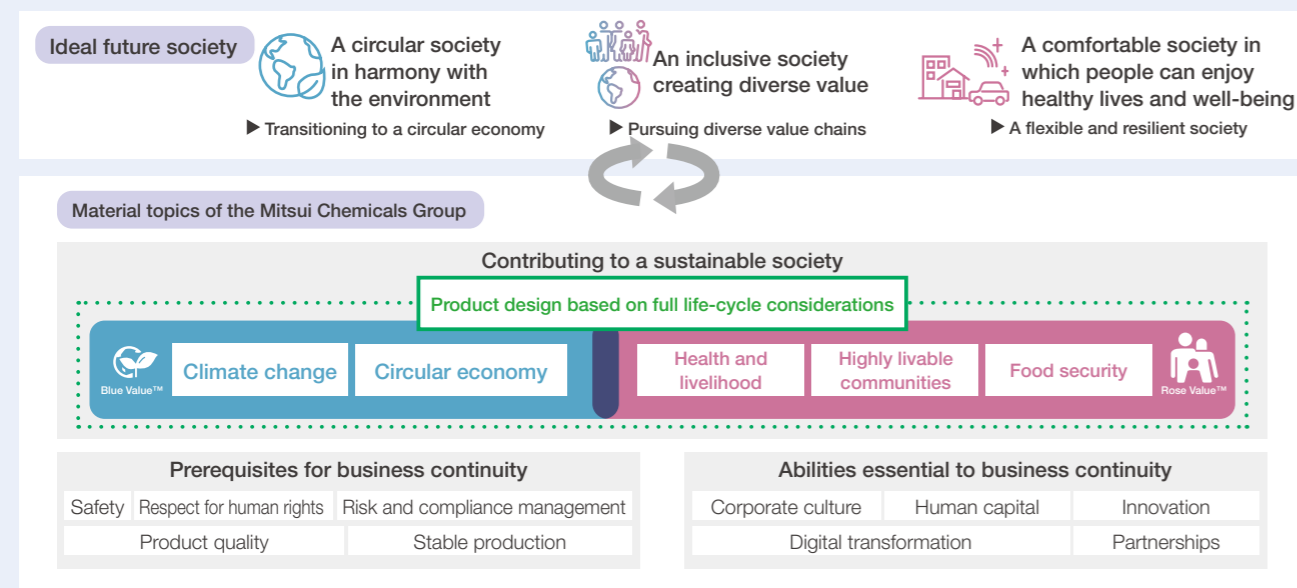 Ideal future society
A circular society
in harmony with
the environment
▶ Transitioning to a circular economy
An inclusive society
creating diverse value
▶ Pursuing diverse value chains
A comfortable society in
which people can enjoy
healthy lives and well-being
▶ A flexible and resilient society
Material topics of the Mitsui Chemicals Group
Contributing to a sustainable society
Product design based on full life-cycle considerations
Blue Value™
Climate change
Circular economy
Health and
livelihood
Highly livable
communities
Food security
Rose Value™
Prerequisites for business continuity
Safety
Respect for human rights
Risk and compliance management
Product quality
Stable production
Abilities essential to business continuity
Corporate culture
Human capital
Innovation
Digital transformation
Partnerships